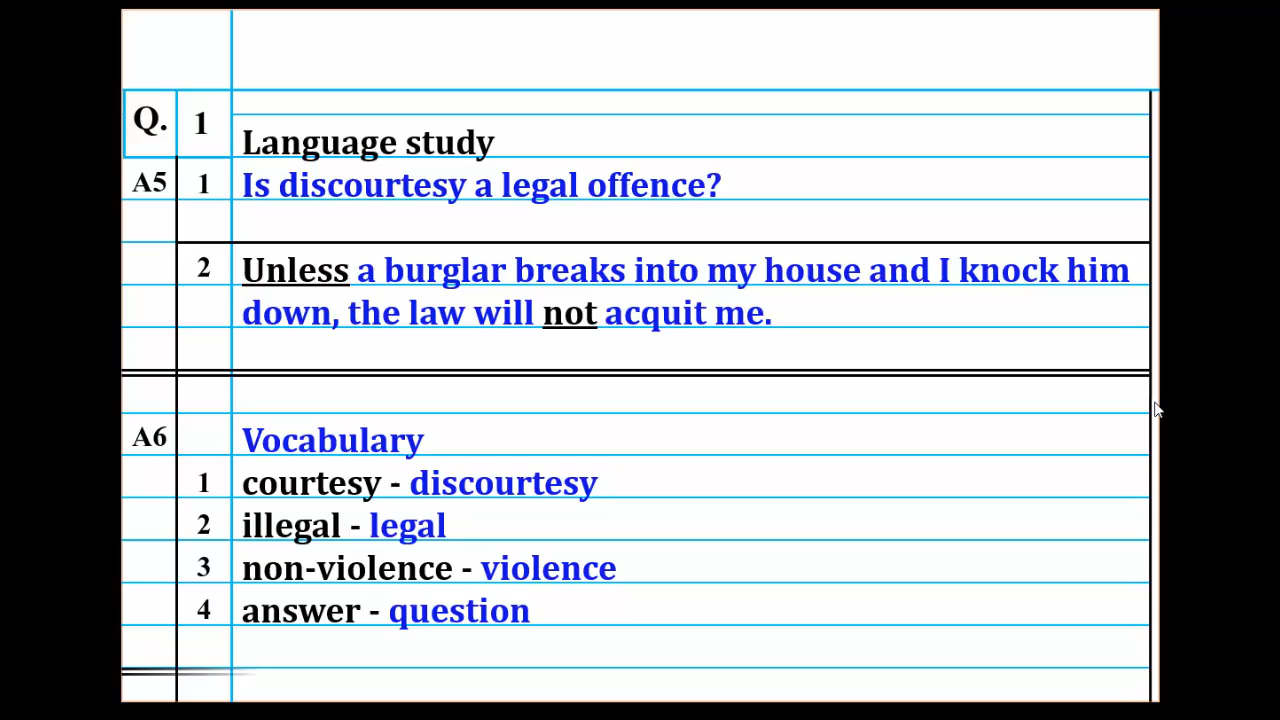 Q. 1
Language study
A5 1 Is discourtesy a legal offence?
2 Unless a burglar breaks into my house and I knock him
down, the law will not acquit me.
A6 Vocabulary
1 courtesy - discourtesy
2 illegal - legal
3 non-violence - violence
4 answer - question